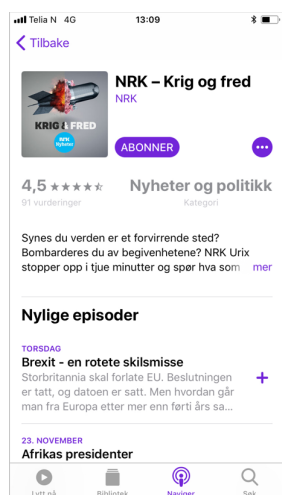 Telia N 4G 13:09
Tilbake
NRK – Krig og fred
NRK
KRIG & FRED
NRK
Nyheter
ABONNER
4,5
Nyheter og politikk
91 vurderinger
Kategori
Synes du verden er et forvirrende sted?
Bombarderes du av begivenhetene? NRK Urix
stopper opp i tjue minutter og spør hva som mer
Nylige episoder
TORSDAG
Brexit - en rotete skilsmisse
Storbritannia skal forlate EU. Beslutningen
er tatt, og datoen er satt. Men hvordan går
man fra Europa etter mer enn førti års sa...
23. NOVEMBER
Afrikas presidenter
Lytt nå Bibliotek Naviger Søk